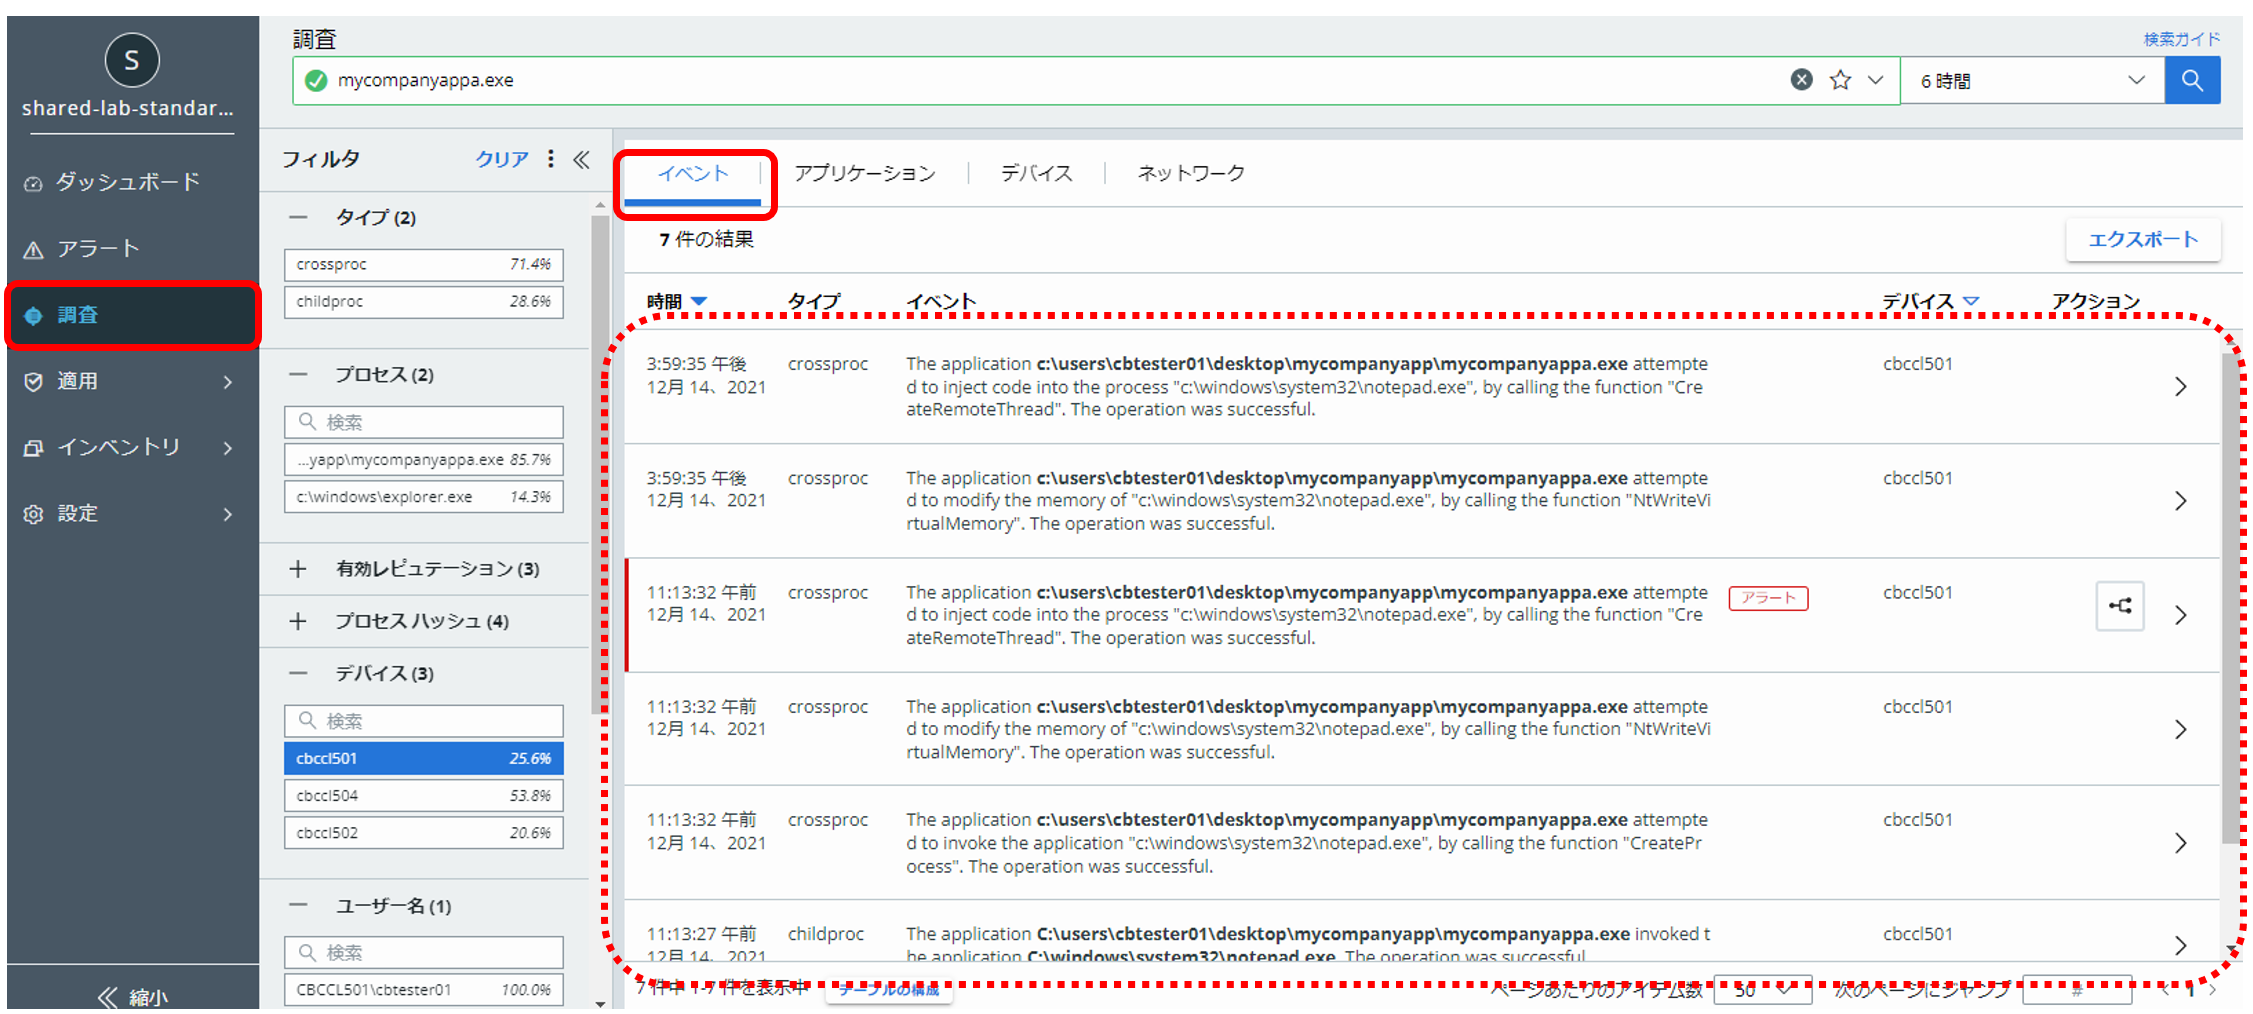 S
shared-lab-standar...
ダッシュボード
アラート
調査
適用
インベントリ
設定
縮小
調査
検索ガイド
mycompanyappa.exe
6 時間
フィルタ
クリア
タイプ (2)
crossproc 71.4%
childproc 28.6%
プロセス (2)
検索
...yapp\mycompanyappa.exe 85.7%
c:\windows\explorer.exe 14.3%
有効レピュテーション (3)
プロセス ハッシュ (4)
デバイス (3)
検索
cbccl501 25.6%
cbccl504 53.8%
cbccl502 20.6%
ユーザー名 (1)
検索
CBCCL501\cbtester01 100.0%
イベント アプリケーション デバイス ネットワーク
7 件の結果
エクスポート
時間 タイプ イベント デバイス アクション
3:59:35 午後 crossproc The application c:\users\cbtester01\desktop\mycompanyapp\mycompanyappa.exe attempte cbccl501
12月 14、2021 d to inject code into the process "c:\windows\system32\notepad.exe", by calling the function "Cre
ateRemoteThread". The operation was successful.
3:59:35 午後 crossproc The application c:\users\cbtester01\desktop\mycompanyapp\mycompanyappa.exe attempte cbccl501
12月 14、2021 d to modify the memory of "c:\windows\system32\notepad.exe", by calling the function "NtWriteVi
rtualMemory". The operation was successful.
11:13:32 午前 crossproc The application c:\users\cbtester01\desktop\mycompanyapp\mycompanyappa.exe attempte アラート cbccl501
12月 14、2021 d to inject code into the process "c:\windows\system32\notepad.exe", by calling the function "Cre
ateRemoteThread". The operation was successful.
11:13:32 午前 crossproc The application c:\users\cbtester01\desktop\mycompanyapp\mycompanyappa.exe attempte cbccl501
12月 14、2021 d to modify the memory of "c:\windows\system32\notepad.exe", by calling the function "NtWriteVi
rtualMemory". The operation was successful.
11:13:32 午前 crossproc The application c:\users\cbtester01\desktop\mycompanyapp\mycompanyappa.exe attempte cbccl501
12月 14、2021 d to invoke the application "c:\windows\system32\notepad.exe", by calling the function "CreatePr
ocess". The operation was successful.
11:13:27 午前 childproc The application C:\users\cbtester01\desktop\mycompanyapp\mycompanyappa.exe invoked t cbccl501
12月 14、2021 he application C:\windows\system32\notepad.exe. The operation was successful.
7 件中 1-7 件を表示中 テーブルの構成 ページあたりのアイテム数 50 次のページにジャンプ # 1